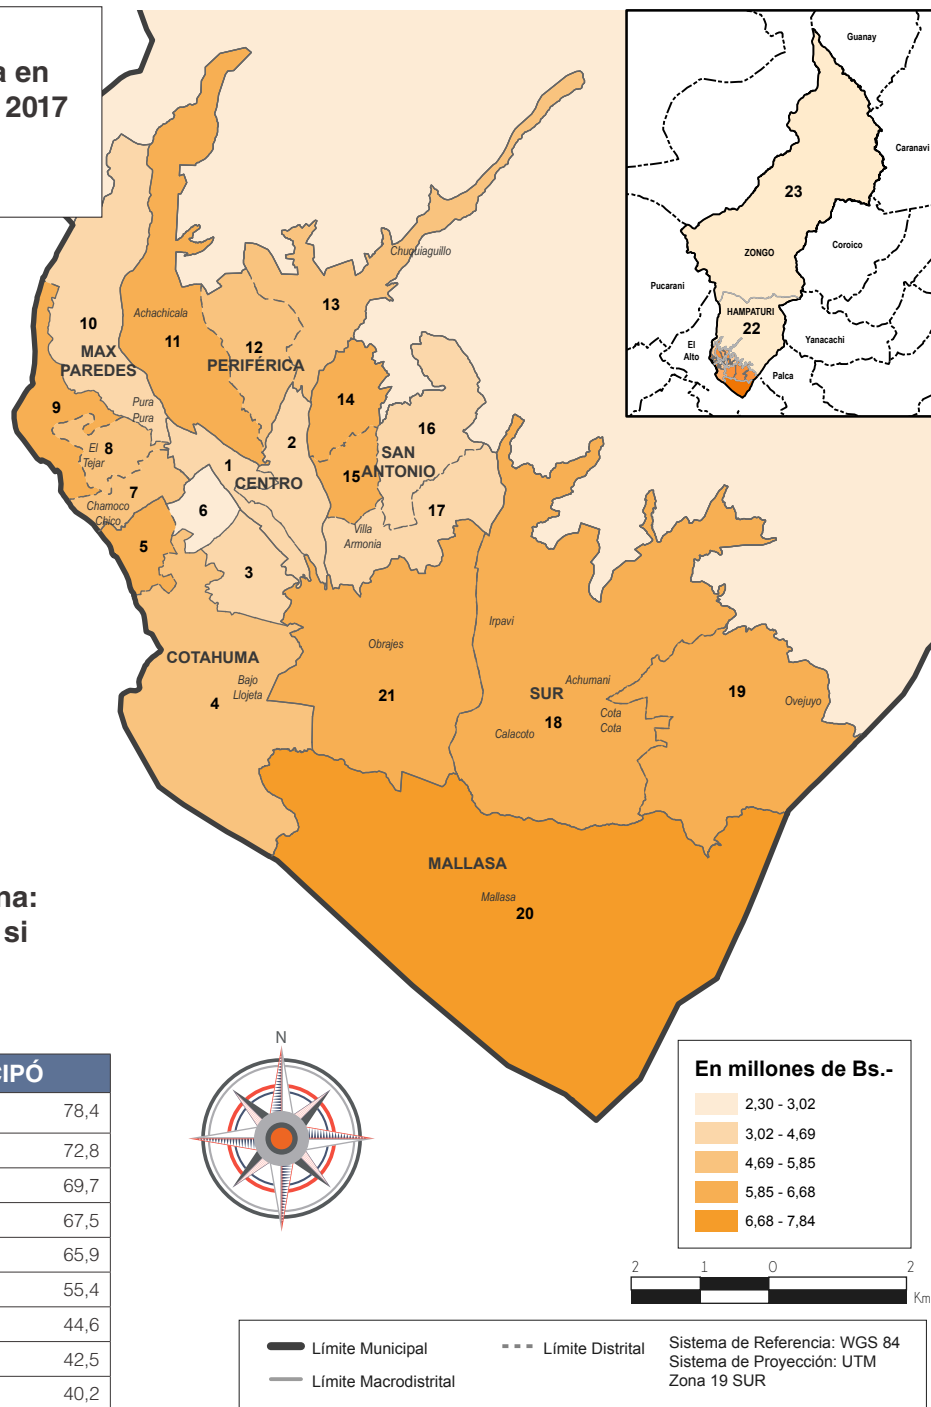 a en
2017
Guanay
Caranavi
23
ZONGO
Coroico
Pucarani
HAMPATURI
22
Yanacachi
El
Alto
Palca
Chuquiaguillo
13
Achachicala
10
11
12
MAX
PAREDES
PERIFÉRICA
Pura
Pura
14
9
8
El
Tejar
2
16
SAN
ANTONIO
1
CENTRO
15
7
6
17
Chamoco
Chico
Villa
Armonia
5
3
Irpavi
Obrajes
COTAHUMA
Bajo
Llojeta
4
21
Achumani
SUR
18
Calacoto
Cota
Cota
19
Ovejuyo
MALLASA
Mallasa
20
na:
si
CIPÓ
78,4
72,8
69,7
67,5
65,9
55,4
44,6
42,5
40,2
N
En millones de Bs.-
2,30 - 3,02
3,02 - 4,69
4,69 - 5,85
5,85 - 6,68
6,68 - 7,84
2 1 0 2
Km
Límite Municipal
Límite Distrital
Límite Macrodistrital
Sistema de Referencia: WGS 84
Sistema de Proyección: UTM
Zona 19 SUR